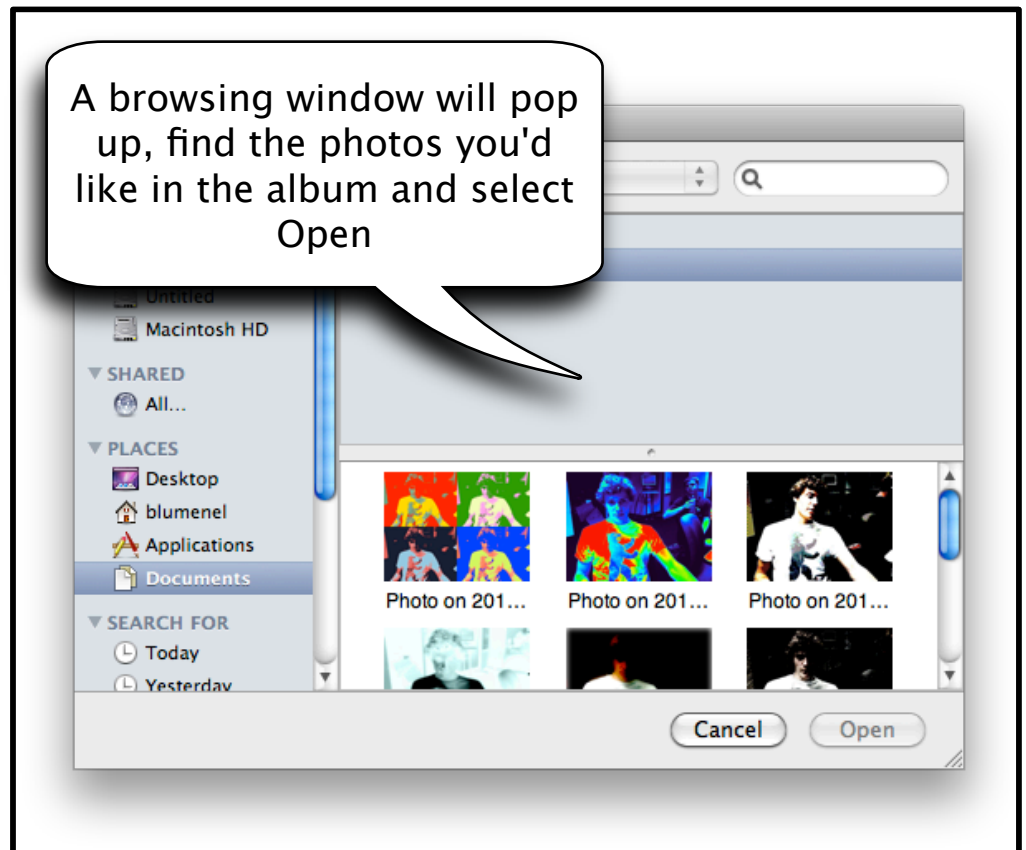 A browsing window will pop
up, find the photos you'd
like in the album and select
Open
Untitled
Macintosh HD
SHARED
All...
PLACES
Desktop
blumenel
Applications
Documents
SEARCH FOR
Today
Yesterday
Photo on 201... Photo on 201... Photo on 201...
Cancel Open